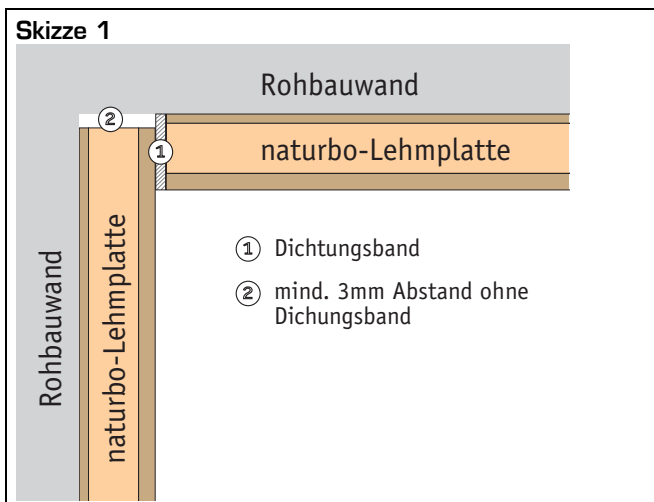 Skizze 1
Rohbauwand
② 
①
naturbo-Lehmplatte
Rohbauwand
naturbo-Lehmplatte
① Dichtungsband
② mind. 3mm Abstand ohne
Dichungsband